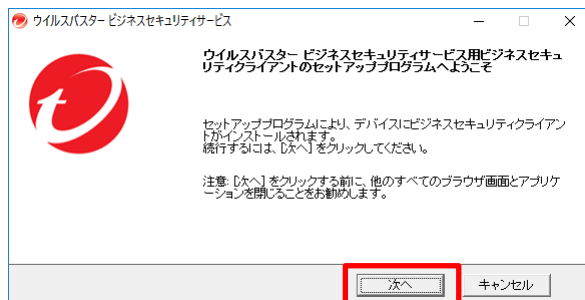 ウイルスバスター ビジネスセキュリティサービス
ウイルスバスター ビジネスセキュリティサービス用ビジネスセキュ
リティクライアントのセットアッププログラムへようこそ
セットアッププログラムにより、デバイスにビジネスセキュリティクライアン
トがインストールされます。
続行するには、[次へ] をクリックしてください。
注意: [次へ] をクリックする前に、他のすべてのブラウザ画面とアプリケ
ーションを閉じることをお勧めします。
次へ
キャンセル